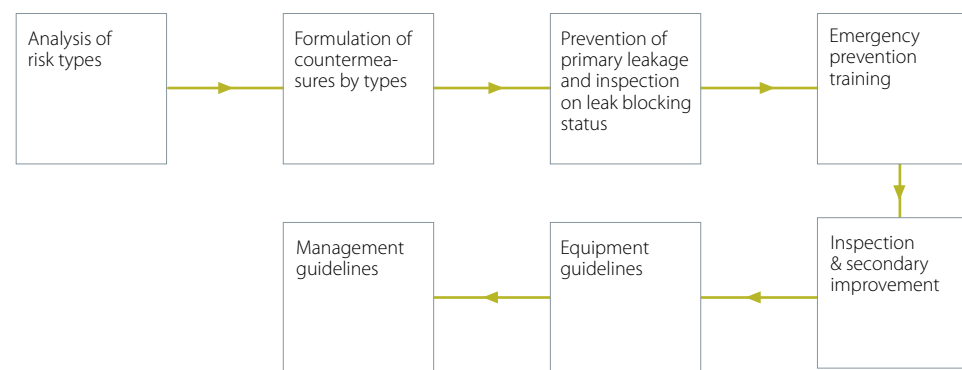 Analysis of
risk types
Formulation of
countermea-
sures by types
Prevention of
primary leakage
and inspection
on leak blocking
status
Emergency
prevention
training
Inspection
& secondary
improvement
Equipment
guidelines
Management
guidelines